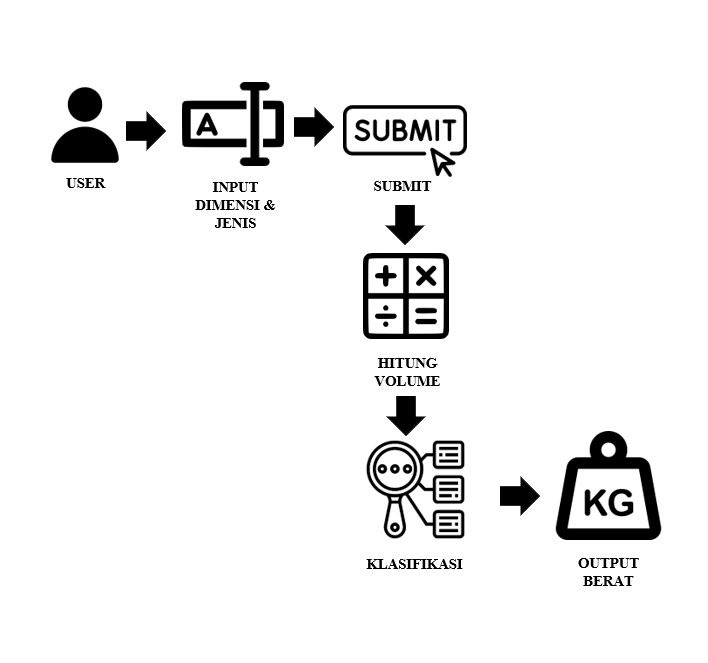 A
SUBMIT
USER
INPUT
DIMENSI &
JENIS
SUBMIT
HITUNG
VOLUME
KLASIFIKASI
KG
OUTPUT
BERAT